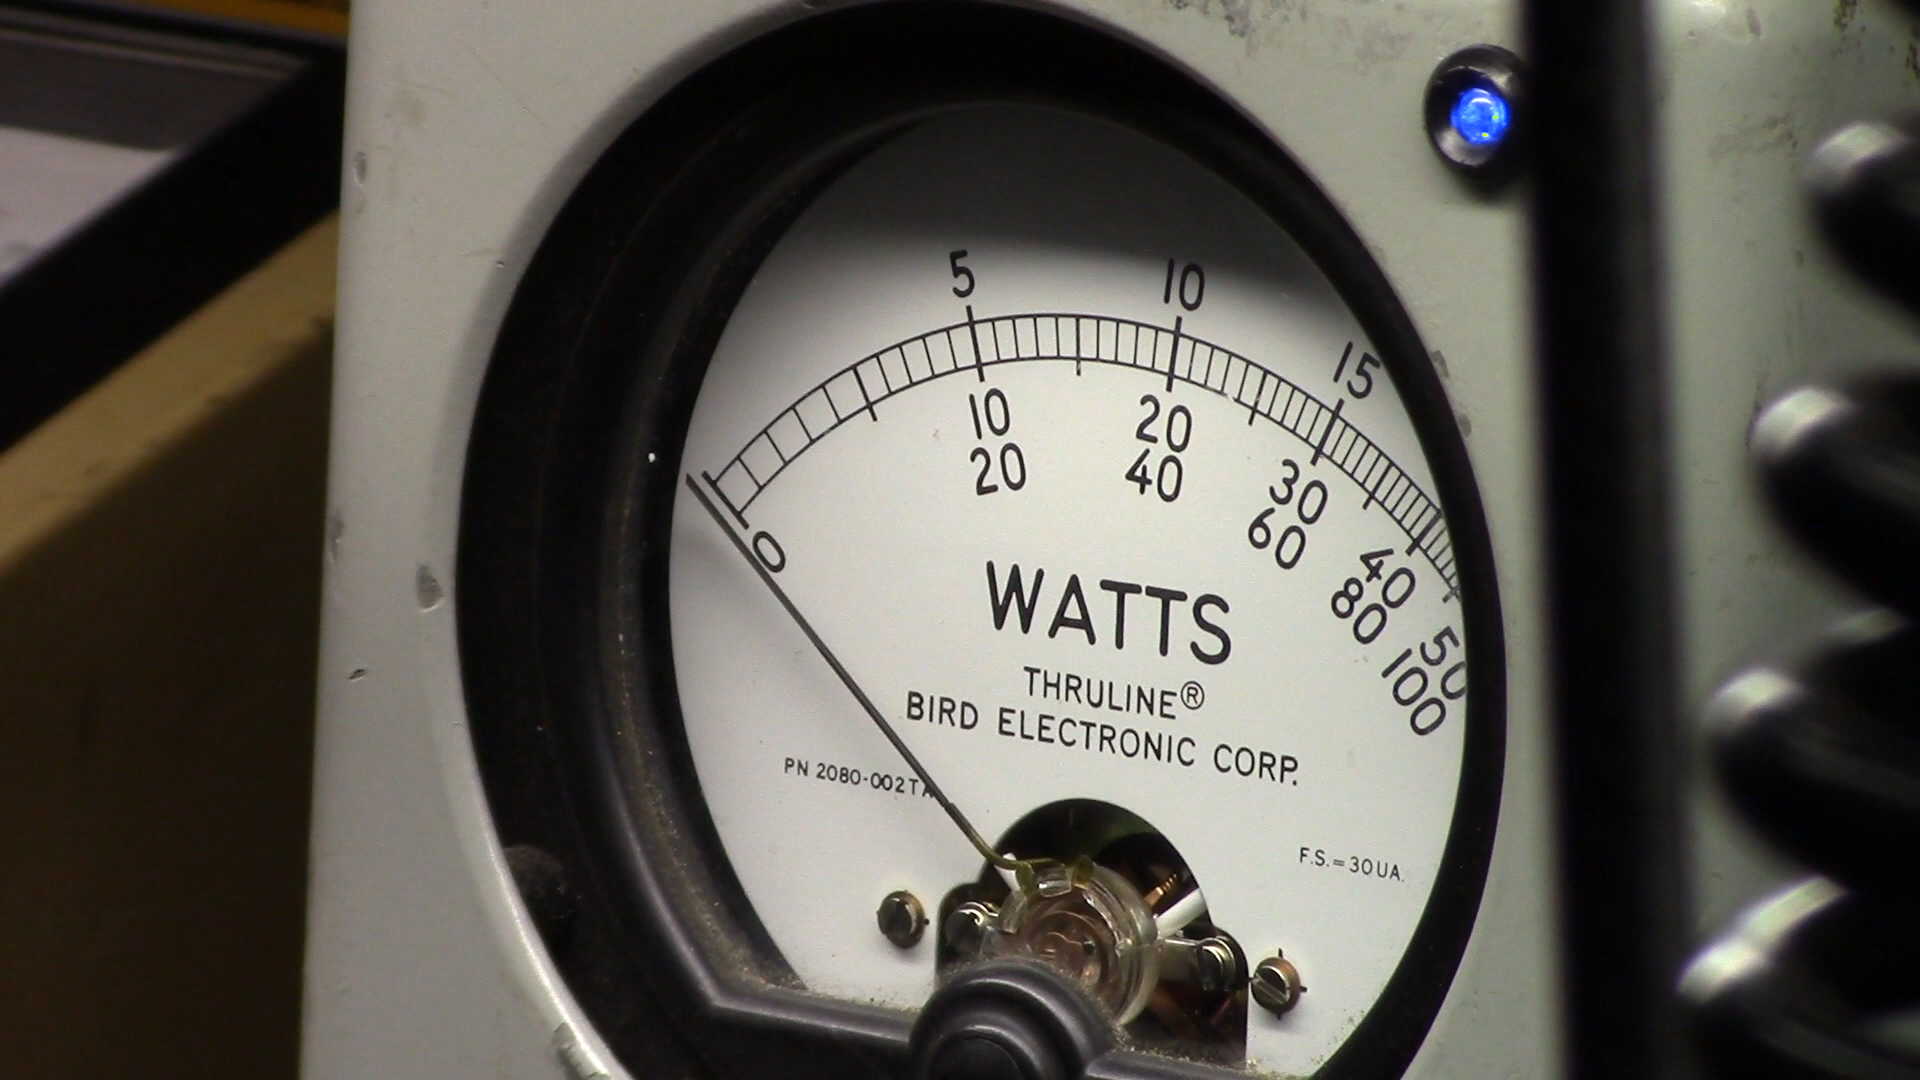 5 10 15
0 10 20 30 40 50
20 40 60 80 100
WATTS
THRULINE®
BIRD ELECTRONIC CORP.
PN 2080-002T
F.S.=30UA.